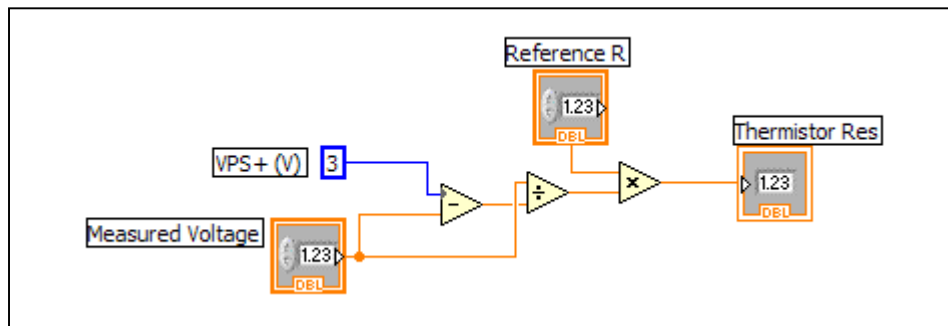 Reference R
1.23
DBL
Thermistor Res
1.23
DBL
VPS+ (V) 3
-
÷
×
Measured Voltage
1.23
DBL